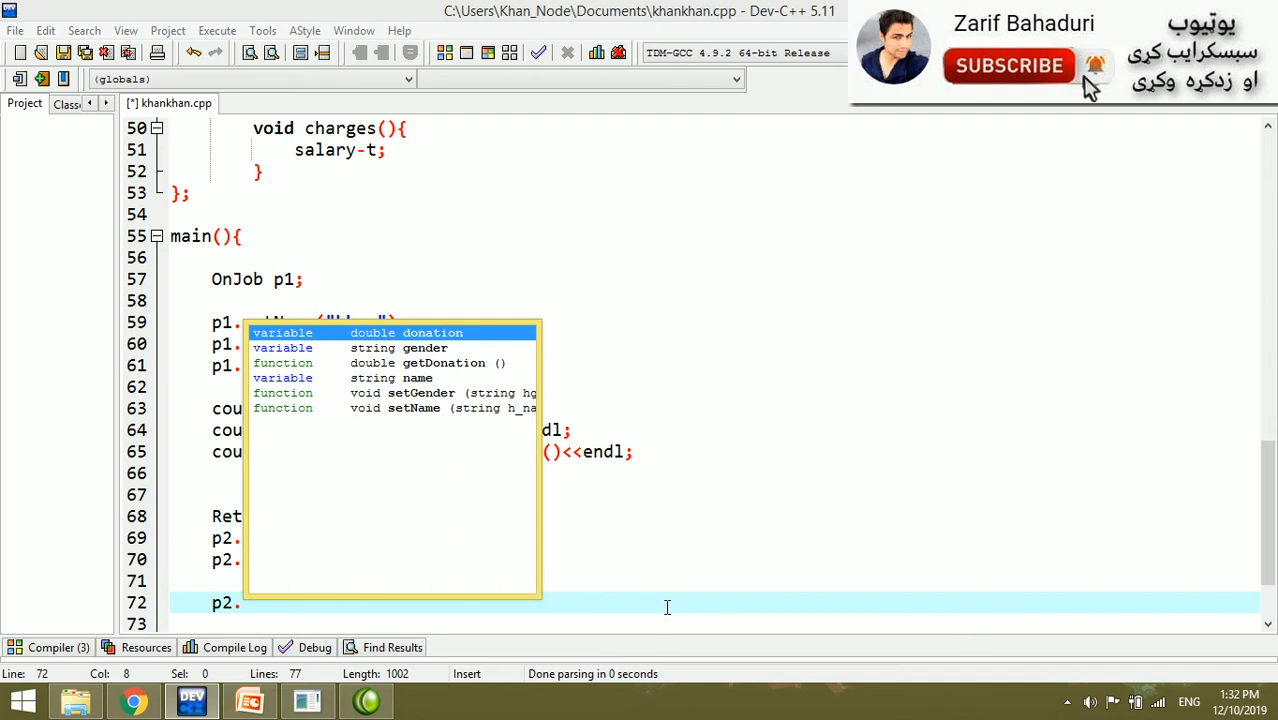 C:\Users\Khan_Node\Documents\khankhan.cpp - Dev-C++ 5.11
File Edit Search View Project Execute Tools AStyle Window Help
TDM-GCC 4.9.2 64-bit Release
(globals)
Zarif Bahaduri
SUBSCRIBE
یوټیوب
سبسکرایب کړی
او زدکړه وکړی
Project Classe [*] khankhan.cpp
50 void charges(){
51 salary-t;
52 }
53 };
54
55 main(){
56
57 OnJob p1;
58
59 p1.
60 p1.
61 p1.
62
63 cou
64 cou dl;
65 cou ()<<endl;
66
67
68 Ret
69 p2.
70 p2.
71
72 p2.
73
variable double donation
variable string gender
function double getDonation ()
variable string name
function void setGender (string hg
function void setName (string h_na
Compiler (3) Resources Compile Log Debug Find Results
Line: 72 Col: 8 Sel: 0 Lines: 77 Length: 1002 Insert Done parsing in 0 seconds
DEV
ENG
1:32 PM
12/10/2019